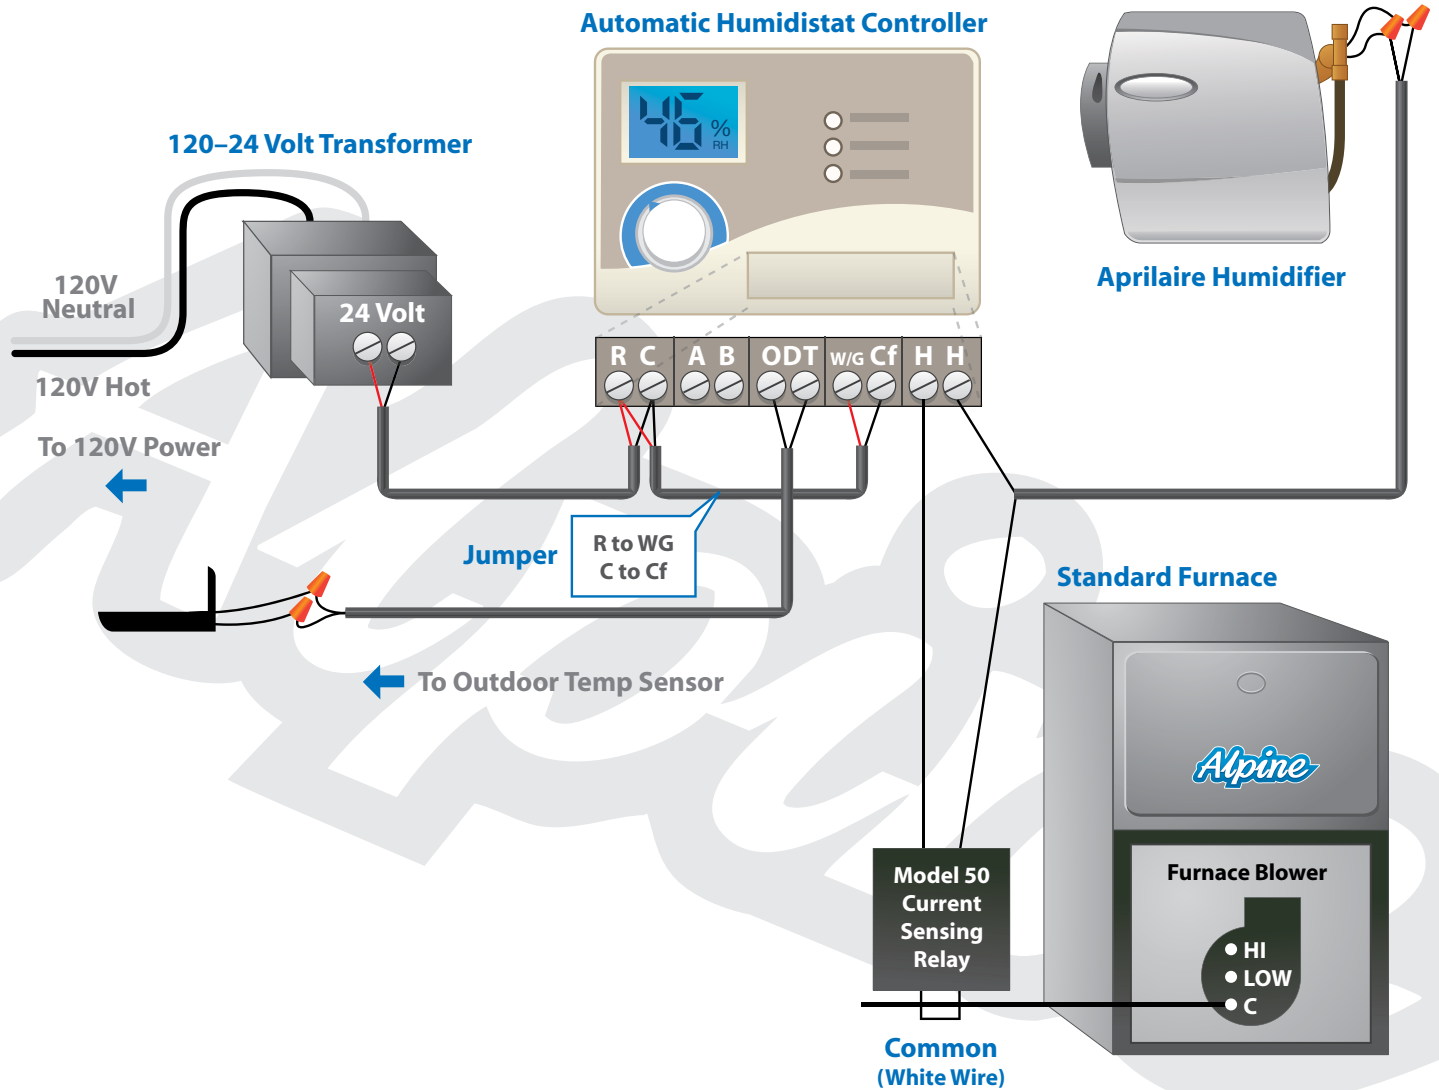 Automatic Humidistat Controller
46 %
RH
120–24 Volt Transformer
120V
Neutral
24 Volt
120V Hot
To 120V Power
Aprilaire Humidifier
R C A B ODT W/G Cf H H
Jumper
R to WG
C to Cf
To Outdoor Temp Sensor
Standard Furnace
Alpine
Furnace Blower
HI
LOW
C
Model 50
Current
Sensing
Relay
Common
(White Wire)
Alpine